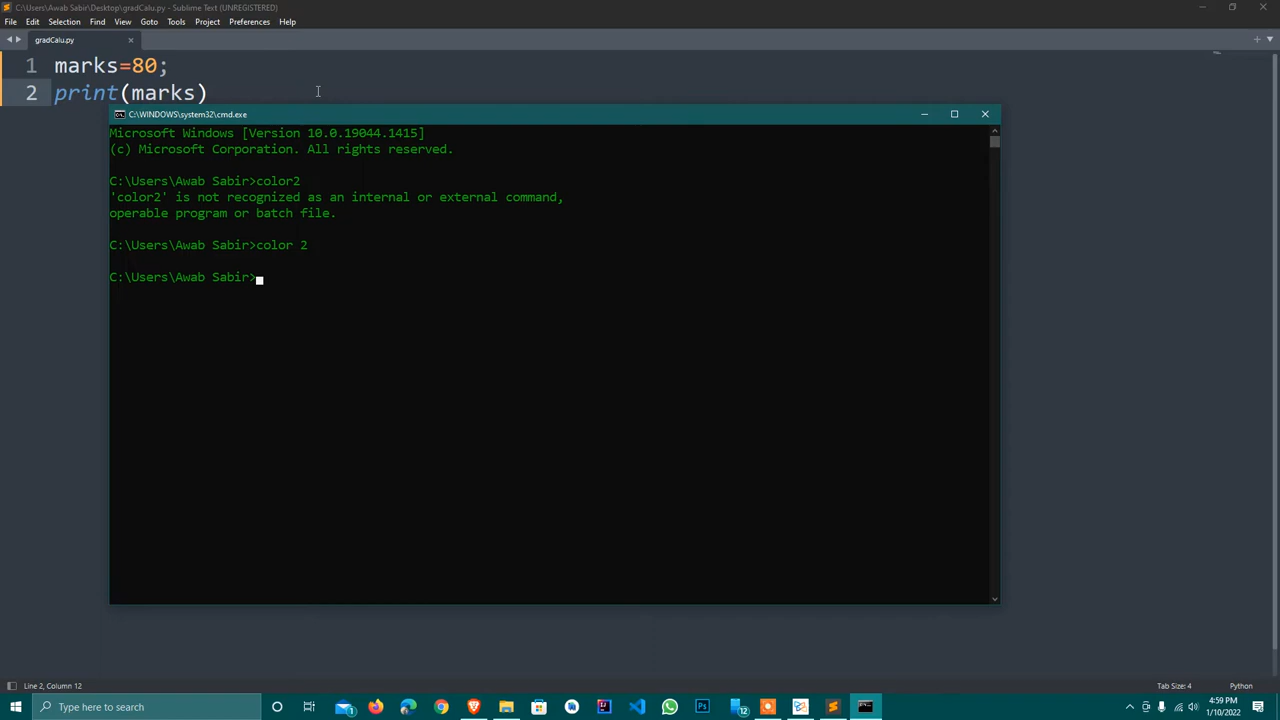 C:\Users\Awab Sabir\Desktop\gradCalu.py - Sublime Text (UNREGISTERED)
File Edit Selection Find View Goto Tools Project Preferences Help
gradCalu.py
1 marks=80;
2 print(marks)
C:\WINDOWS\system32\cmd.exe
Microsoft Windows [Version 10.0.19044.1415]
(c) Microsoft Corporation. All rights reserved.
C:\Users\Awab Sabir>color2
'color2' is not recognized as an internal or external command,
operable program or batch file.
C:\Users\Awab Sabir>color 2
C:\Users\Awab Sabir>
Line 2, Column 12
Tab Size: 4
Python
Type here to search
1
12
4:59 PM
1/10/2022